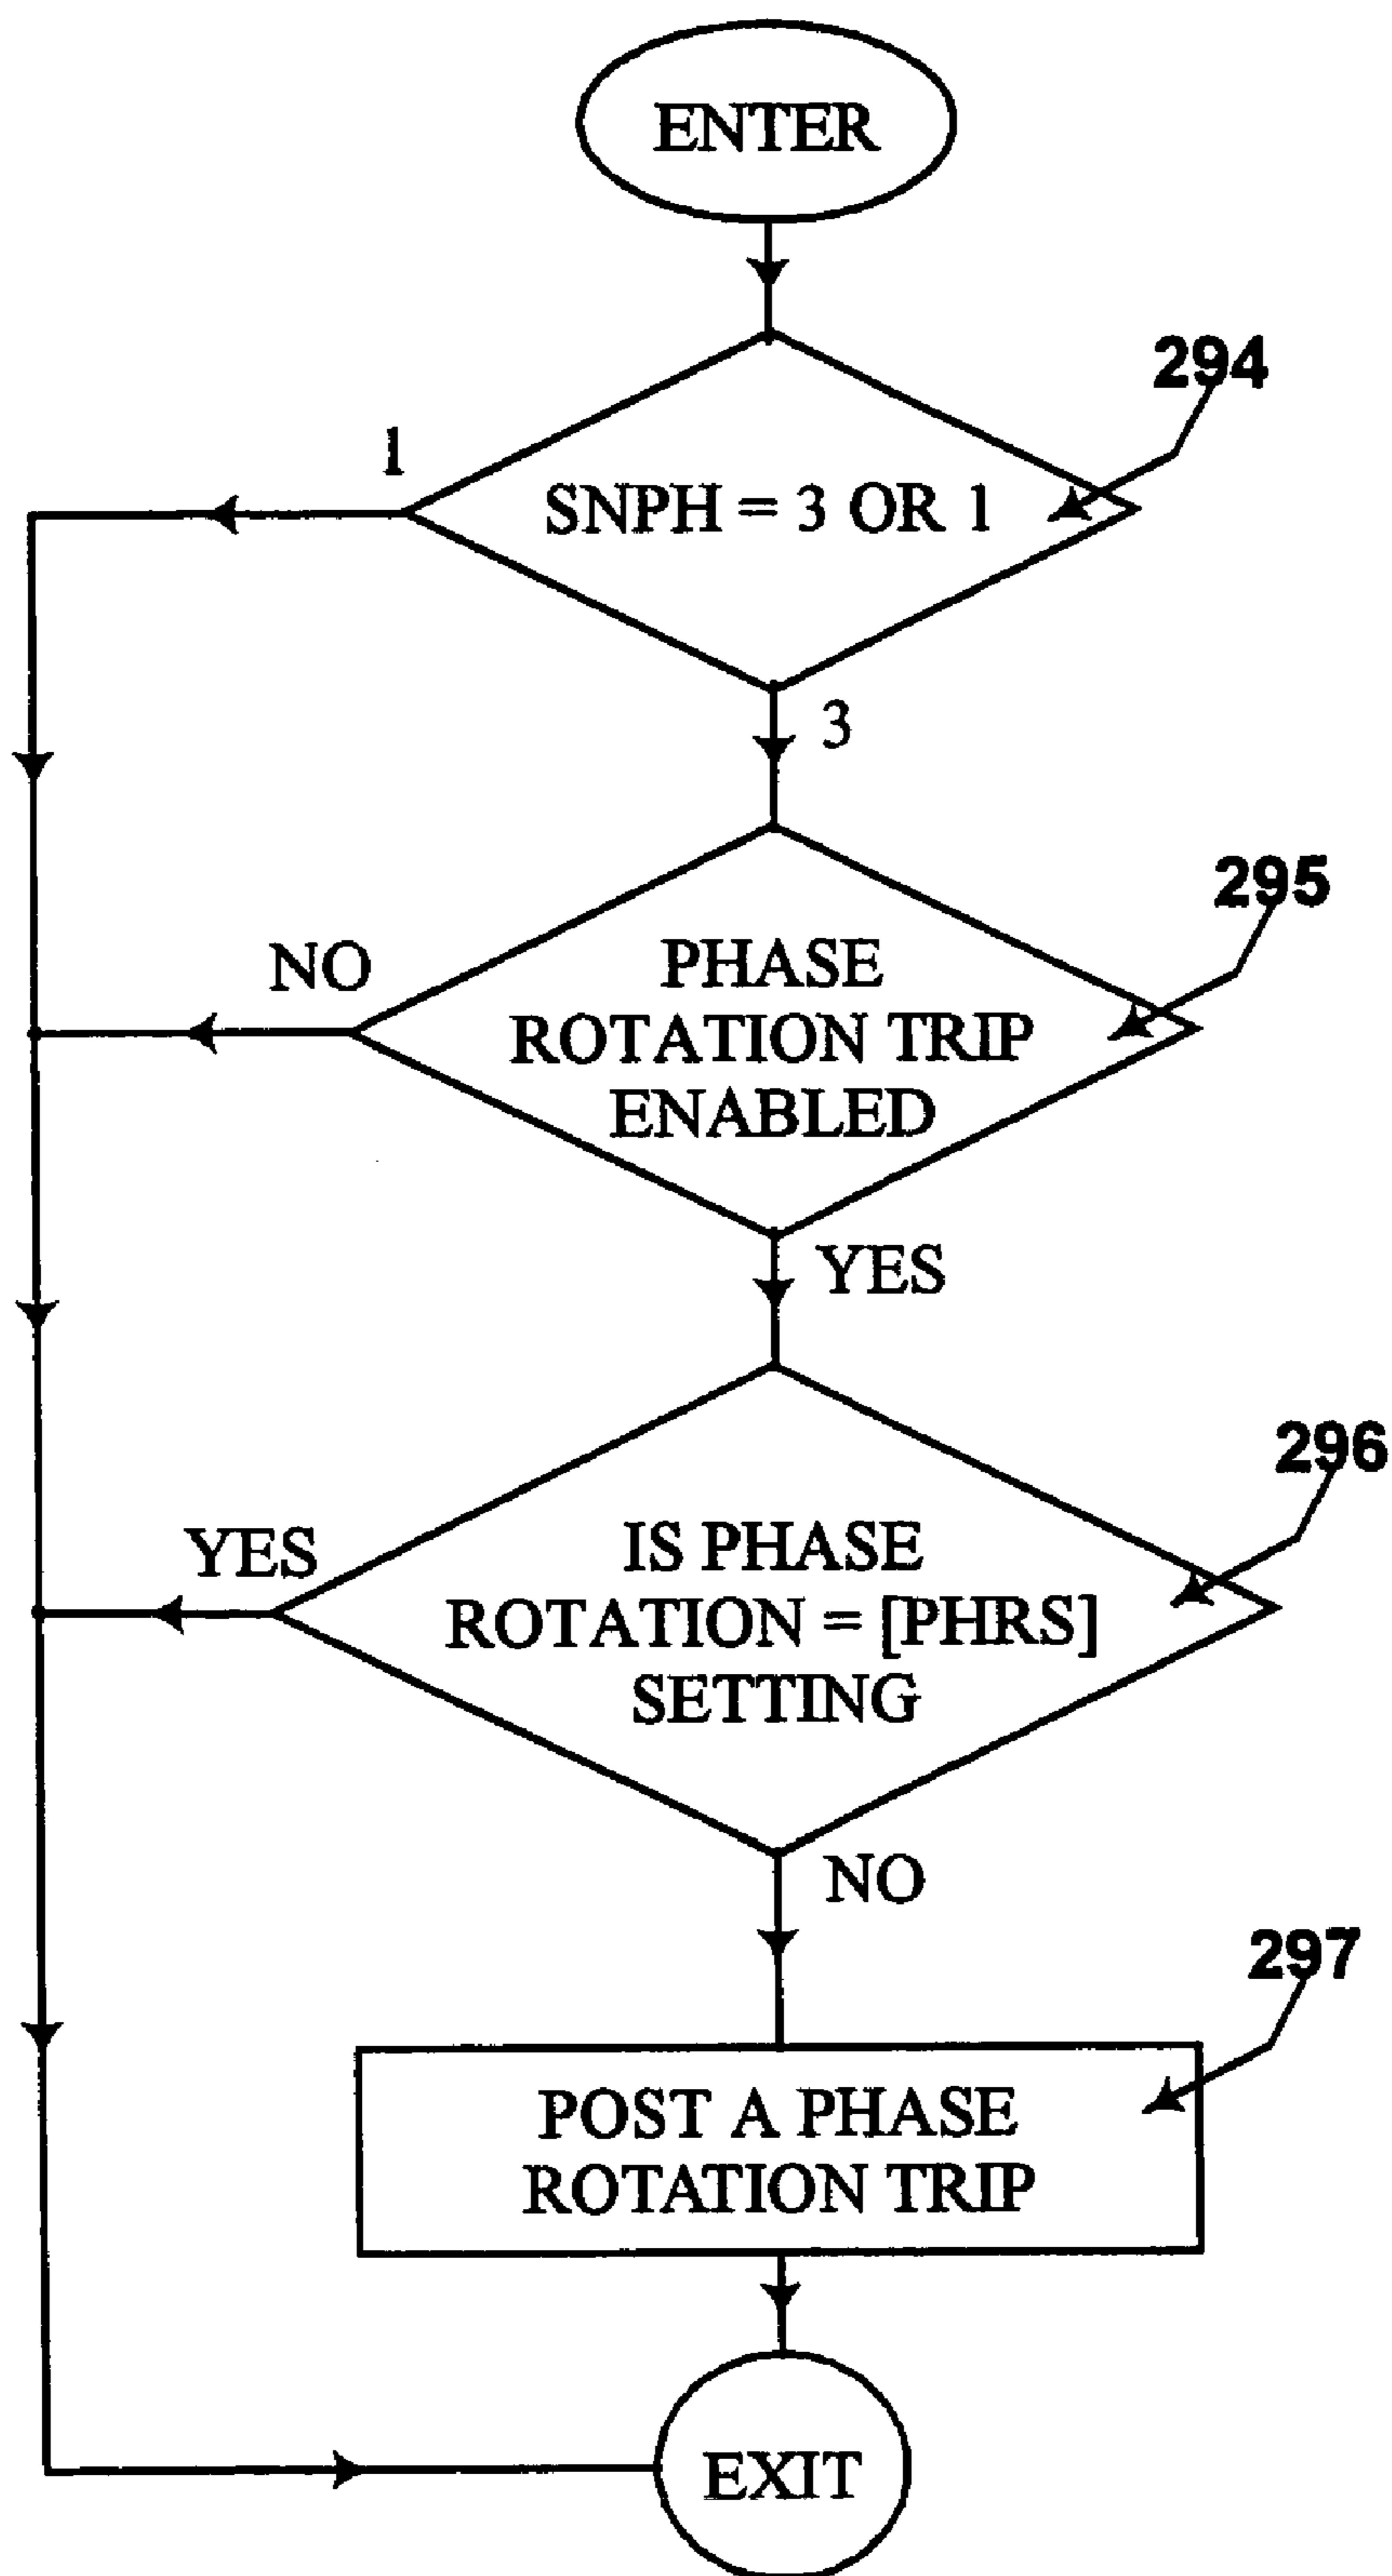 ENTER
294
1
SNPH = 3 OR 1
3
295
NO
PHASE
ROTATION TRIP
ENABLED
YES
296
YES
IS PHASE
ROTATION = [PHRS]
SETTING
NO
297
POST A PHASE
ROTATION TRIP
EXIT